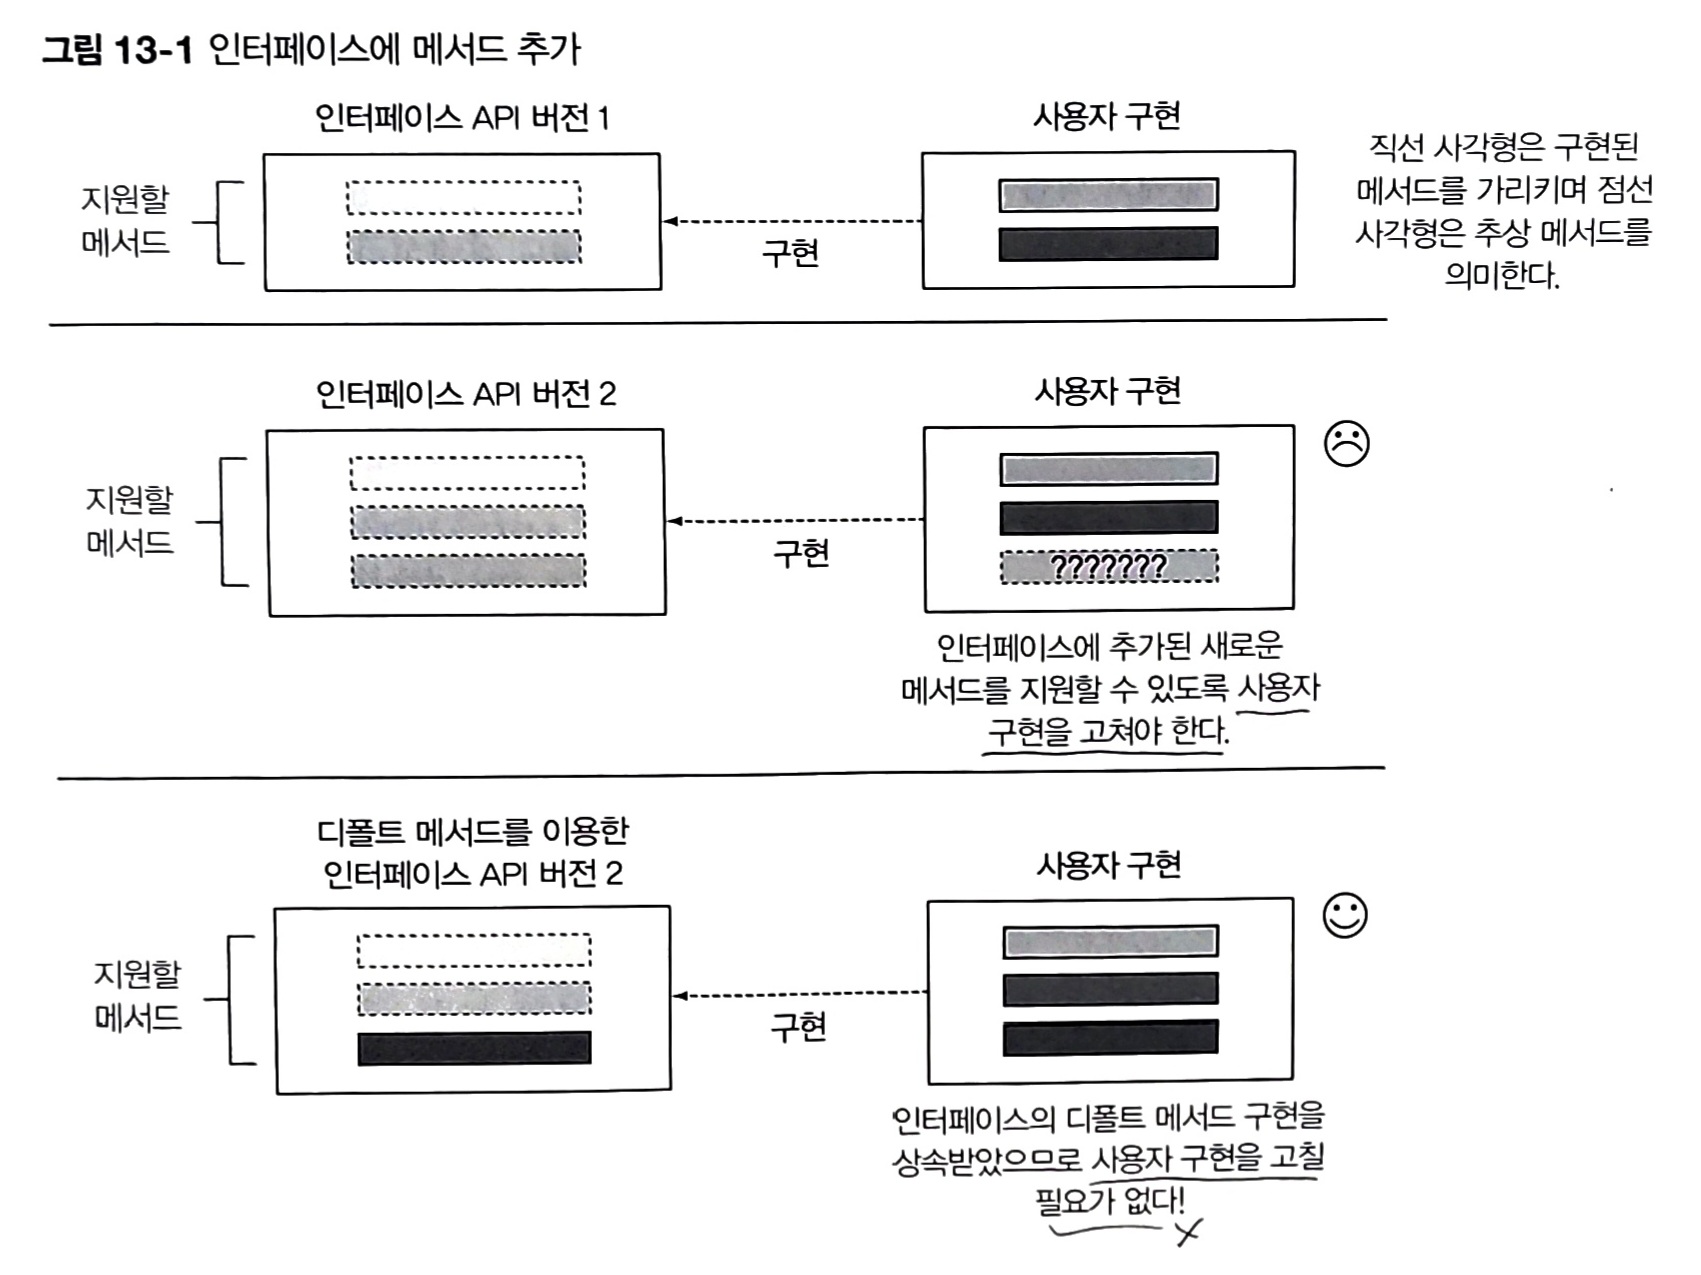 그림 13-1 인터페이스에 메서드 추가
인터페이스 API 버전 1
사용자 구현
지원할
메서드
구현
직선 사각형은 구현된
메서드를 가리키며 점선
사각형은 추상 메서드를
의미한다.
인터페이스 API 버전 2
사용자 구현
지원할
메서드
구현
???????
인터페이스에 추가된 새로운
메서드를 지원할 수 있도록 사용자
구현을 고쳐야 한다.
디폴트 메서드를 이용한
인터페이스 API 버전 2
사용자 구현
지원할
메서드
구현
인터페이스의 디폴트 메서드 구현을
상속받았으므로 사용자 구현을 고칠
필요가 없다!